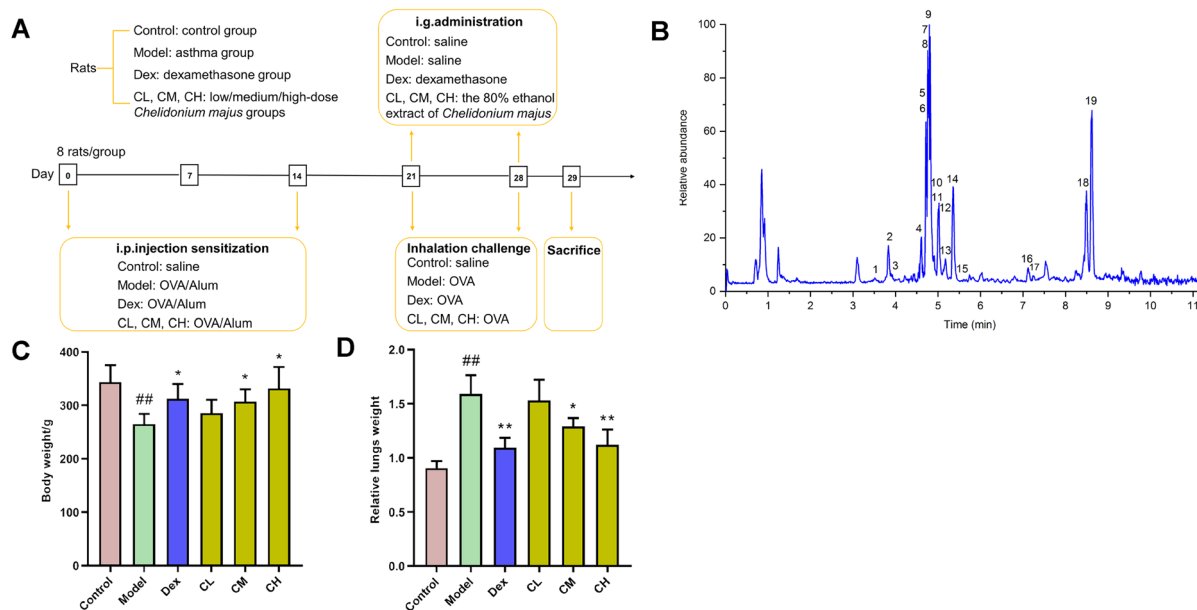 A
Rats
Control: control group
Model: asthma group
Dex: dexamethasone group
CL, CM, CH: low/medium/high-dose
Chelidonium majus groups
i.g.administration
Control: saline
Model: saline
Dex: dexamethasone
CL, CM, CH: the 80% ethanol
extract of Chelidonium majus
8 rats/group
Day 0 7 14 21 28 29
i.p.injection sensitization
Control: saline
Model: OVA/Alum
Dex: OVA/Alum
CL, CM, CH: OVA/Alum
Inhalation challenge
Control: saline
Model: OVA
Dex: OVA
CL, CM, CH: OVA
Sacrifice
B
Relative abundance
100
80
60
40
20
0
1
2
3
4
5
6
7
8
9
10
11
12
13
14
15
16
17
18
19
0 1 2 3 4 5 6 7 8 9 10 11
Time (min)
C
Body weight/g
400
300
200
100
0
##
*
*
*
Control Model Dex CL CM CH
D
Relative lungs weight
2.0
1.5
1.0
0.5
0.0
##
**
*
**
Control Model Dex CL CM CH